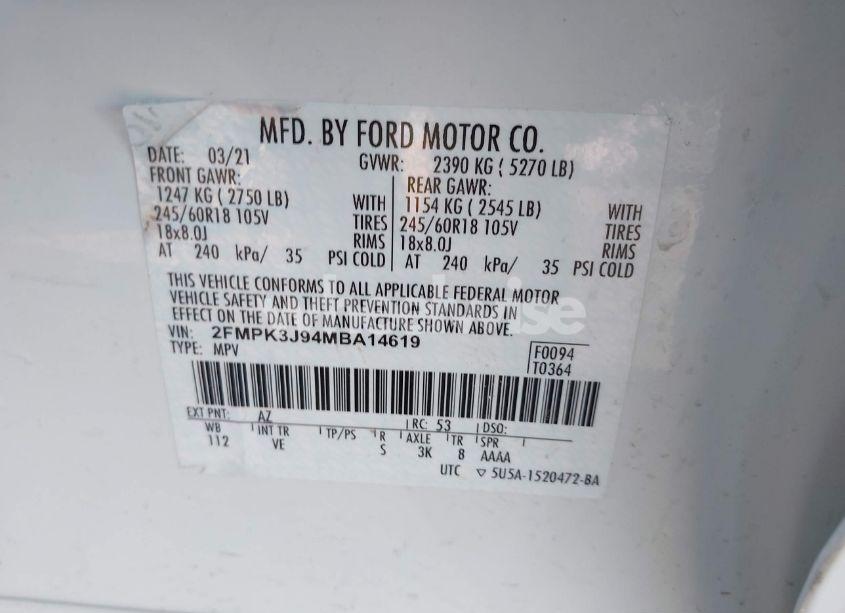 MFD. BY FORD MOTOR CO.
DATE: 03/21 GVWR: 2390 KG ( 5270 LB)
FRONT GAWR: REAR GAWR:
1247 KG ( 2750 LB) WITH 1154 KG ( 2545 LB) WITH
245/60R18 105V TIRES 245/60R18 105V TIRES
18x8.0J RIMS 18x8.0J RIMS
AT 240 kPa/ 35 PSI COLD AT 240 kPa/ 35 PSI COLD
THIS VEHICLE CONFORMS TO ALL APPLICABLE FEDERAL MOTOR
VEHICLE SAFETY AND THEFT PREVENTION STANDARDS IN
EFFECT ON THE DATE OF MANUFACTURE SHOWN ABOVE.
VIN: 2FMPK3J94MBA14619
TYPE: MPV
F0094
T0364
EXT PNT: AZ RC: 53 DSO:
WB INT TR TP/PS R AXLE TR SPR
112 VE S 3K 8 AAAA
UTC ▽ 5U5A-1520472-BA